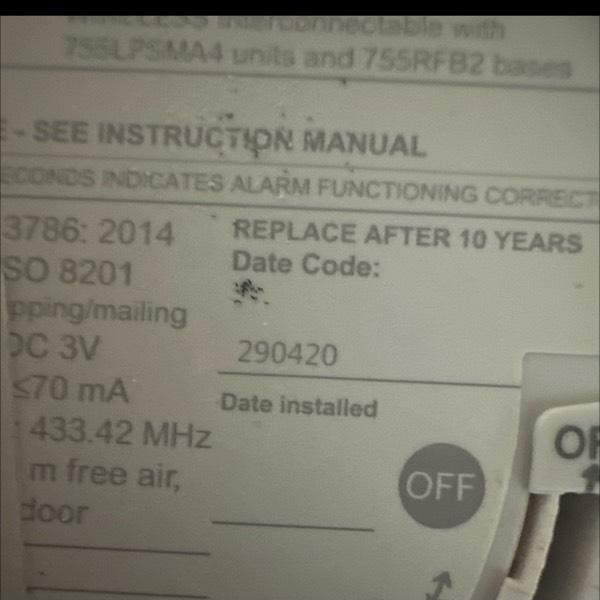 WIRELESS Interconnectable with
755LPSMA4 units and 755RFB2 bases
E - SEE INSTRUCTION MANUAL
ECONDS INDICATES ALARM FUNCTIONING CORRECT
3786: 2014
SO 8201
pping/mailing
DC 3V
≤70 mA
: 433.42 MHz
m free air,
door
REPLACE AFTER 10 YEARS
Date Code:
290420
Date installed
OFF
OF